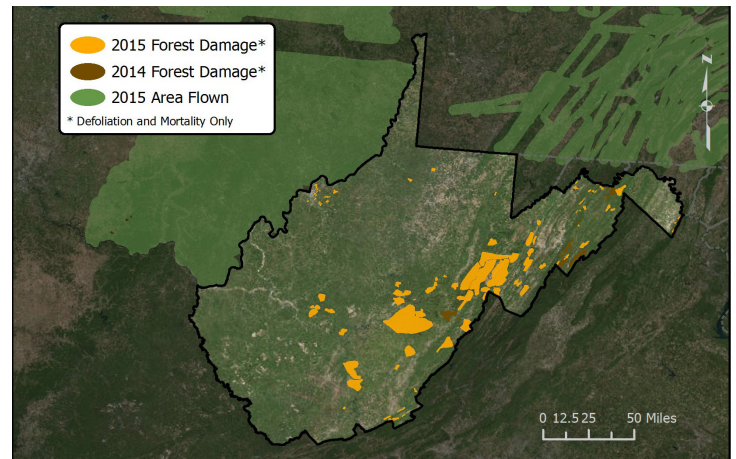 2015 Forest Damage*
2014 Forest Damage*
2015 Area Flown
* Defoliation and Mortality Only
N
0 12.5 25 50 Miles